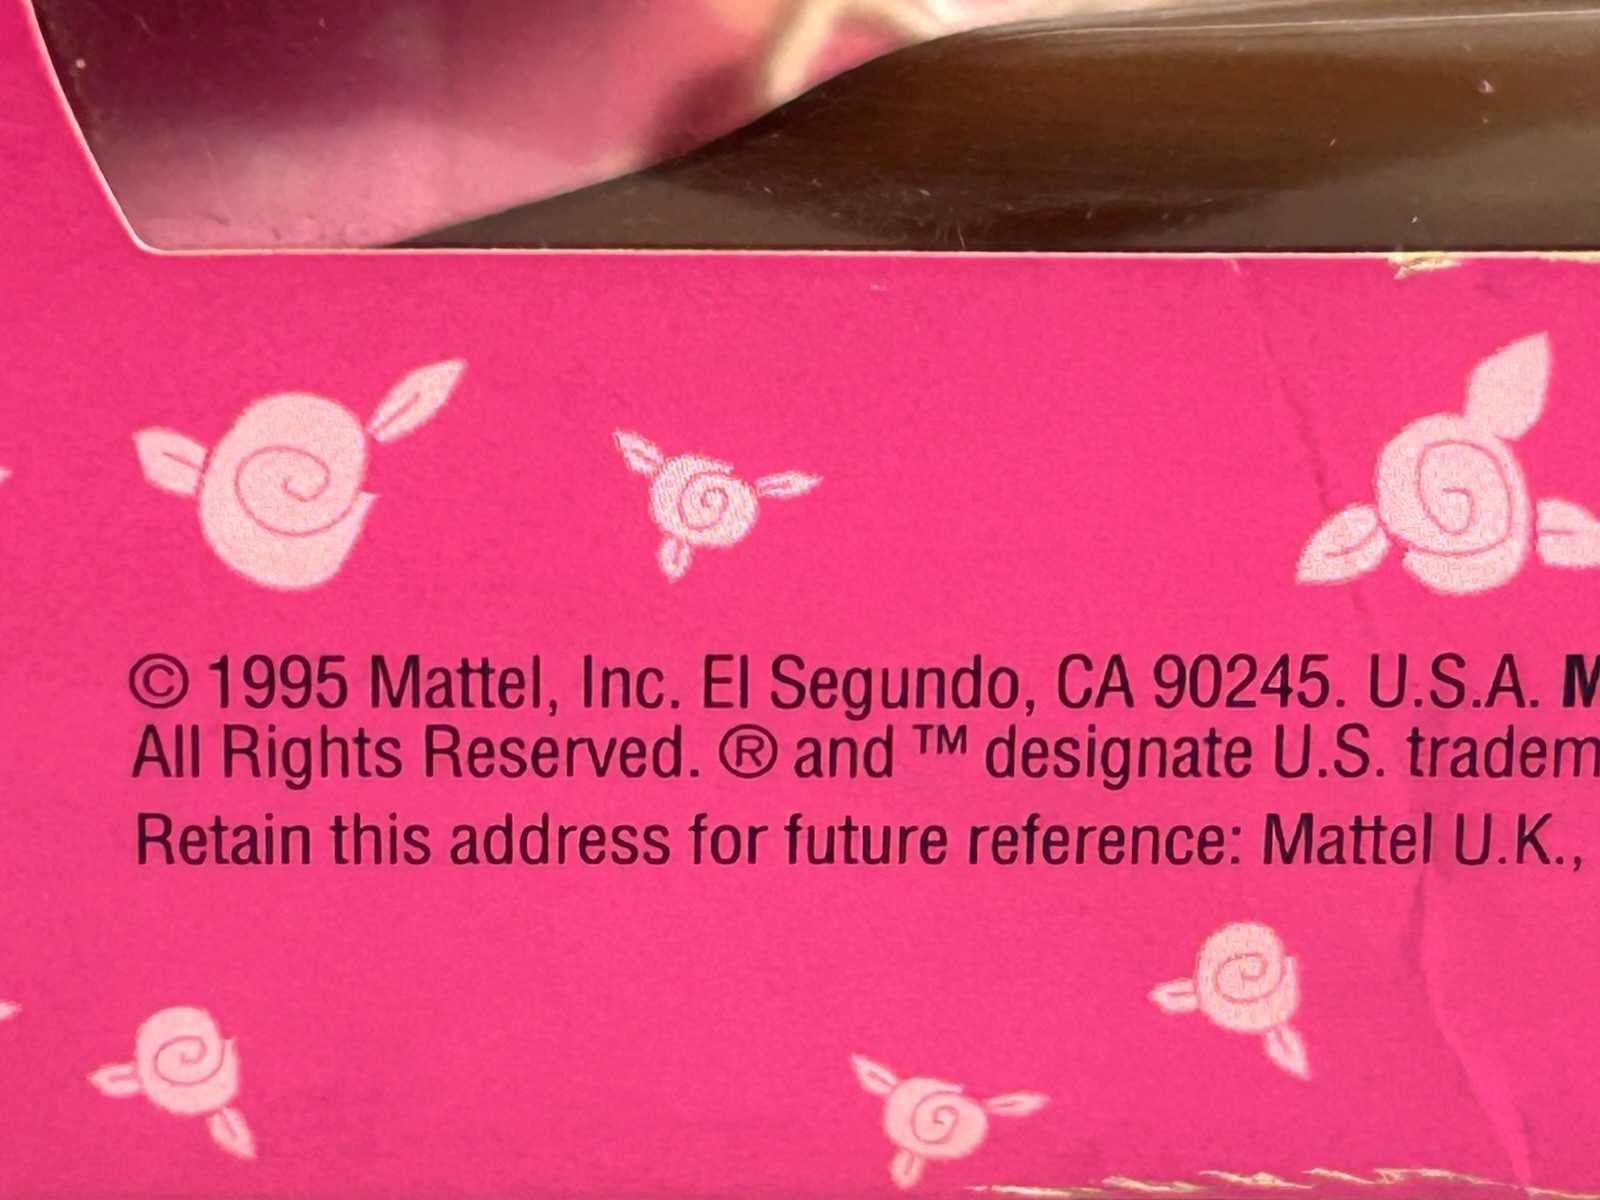 © 1995 Mattel, Inc. El Segundo, CA 90245. U.S.A. M
All Rights Reserved. ® and ™ designate U.S. tradem
Retain this address for future reference: Mattel U.K.,